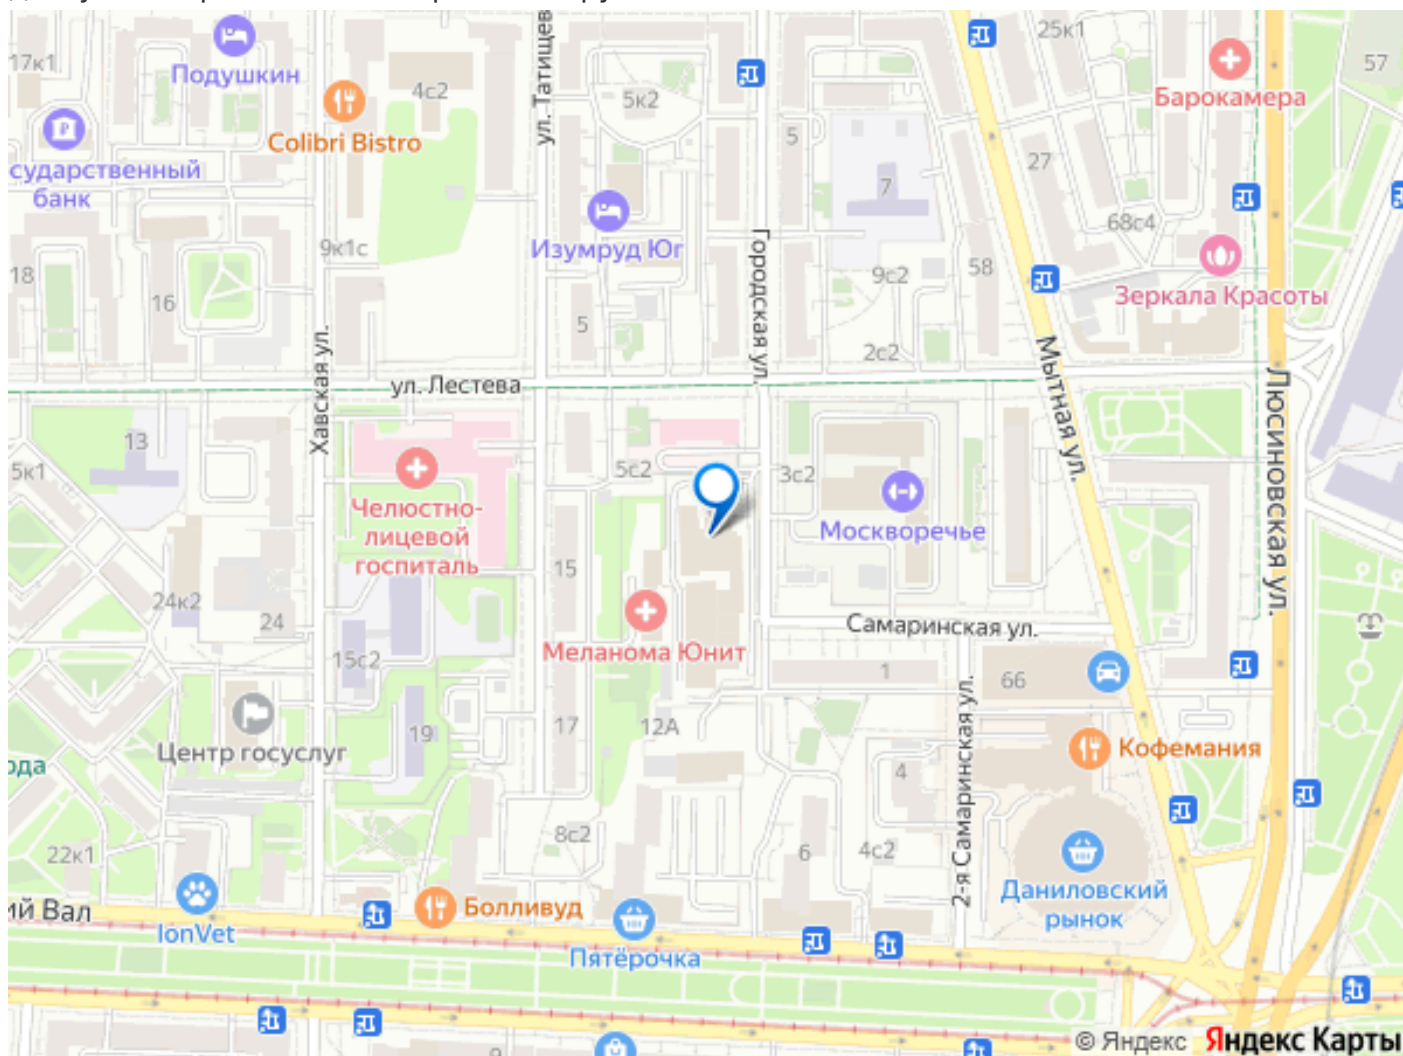 17к1
Подушкин
4с2
Colibri Bistro
сударственный
банк
ул. Татищев
5к2
5
25к1
Барокамера
57
27
7
68с4
Изумруд Юг
Городская ул.
9к1с
18
16
5
9с2
58
Зеркала Красоты
2с2
Хавская ул.
ул. Лестева
Мытная ул.
Люсиновская ул.
13
5к1
Челюстно-
лицевой
госпиталь
5с2
3с2
Москворечье
15
24к2
24
Меланома Юнит
Самаринская ул.
15с2
1
66
Центр госуслуг
19
17
12А
Кофемания
ода
4
2-я Самаринская ул.
22к1
8с2
6
4с2
Даниловский
рынок
ий Вал
IonVet
Болливуд
Пятёрочка
9
© Яндекс Яндекс Карты